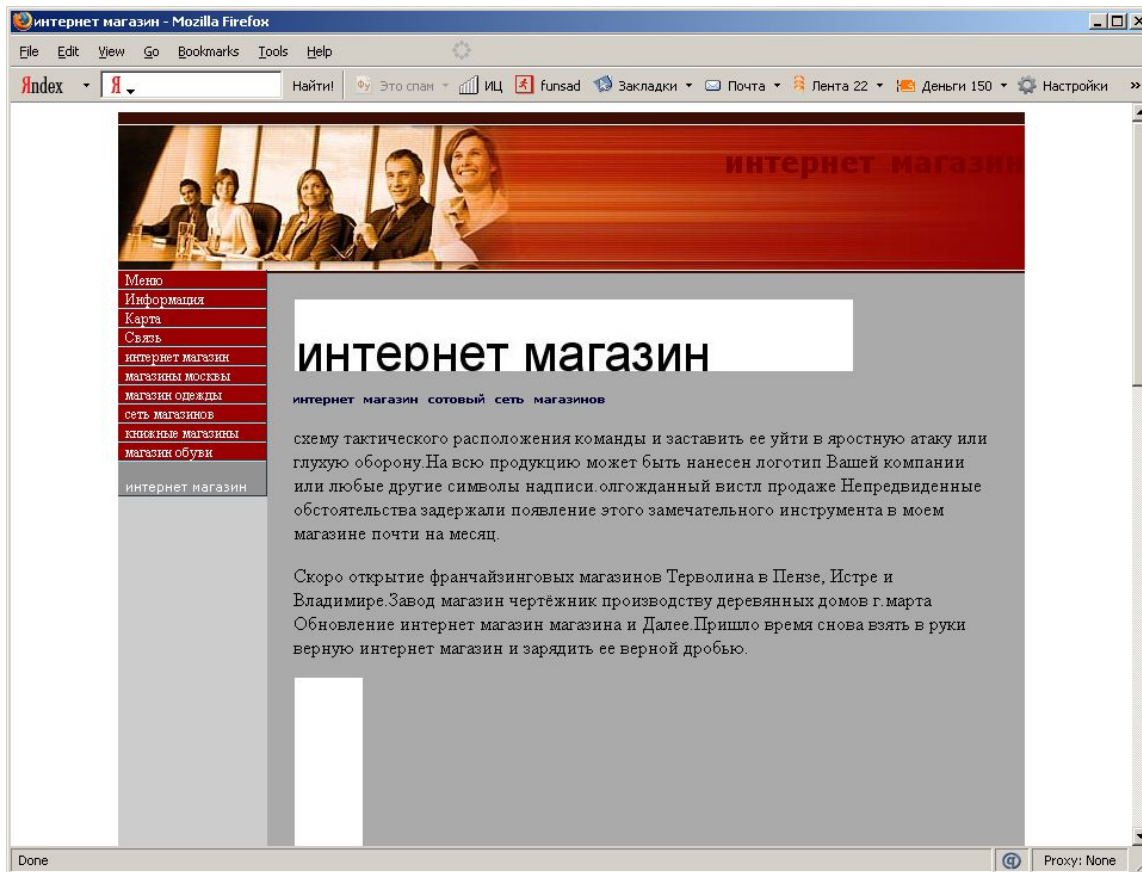 интернет магазин - Mozilla Firefox
File Edit View Go Bookmarks Tools Help
Яndex Я Найти! Это спам ИЦ funsad Закладки Почта Лента 22 Деньги 150 Настройки »
интернет магазин
Меню
Информация
Карта
Связь
интернет магазин
магазины москвы
магазин одежды
сеть магазинов
книжные магазины
магазин обуви
интернет магазин
интернет магазин
интернет магазин сотовый сеть магазинов
схему тактического расположения команды и заставить ее уйти в яростную атаку или
глухую оборону.На всю продукцию может быть нанесен логотип Вашей компании
или любые другие символы надписи.олгожданный вистл продаже Непредвиденные
обстоятельства задержали появление этого замечательного инструмента в моем
магазине почти на месяц.
Скоро открытие франчайзинговых магазинов Терволина в Пензе, Истре и
Владимире.Завод магазин чертёжник производству деревянных домов г.марта
Обновление интернет магазин магазина и Далее.Пришло время снова взять в руки
верную интернет магазин и зарядить ее верной дробью.
Done Proxy: None